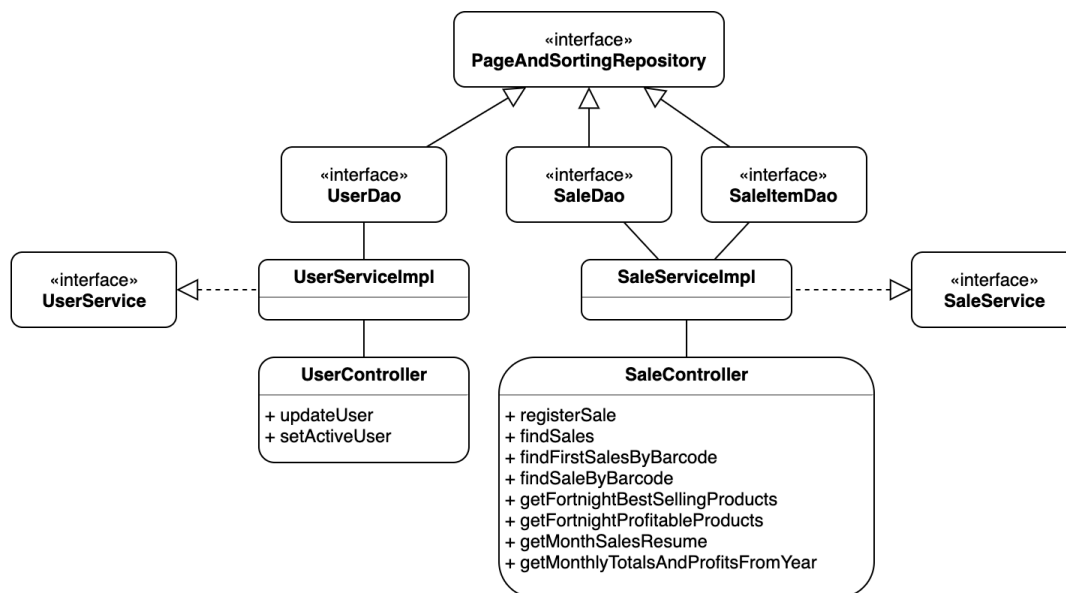 «interface»
PageAndSortingRepository
«interface»
UserDao
«interface»
SaleDao
«interface»
SaleItemDao
«interface»
UserService
UserServiceImpl
SaleServiceImpl
«interface»
SaleService
UserController
+ updateUser
+ setActiveUser
SaleController
+ registerSale
+ findSales
+ findFirstSalesByBarcode
+ findSaleByBarcode
+ getFortnightBestSellingProducts
+ getFortnightProfitableProducts
+ getMonthSalesResume
+ getMonthlyTotalsAndProfitsFromYear